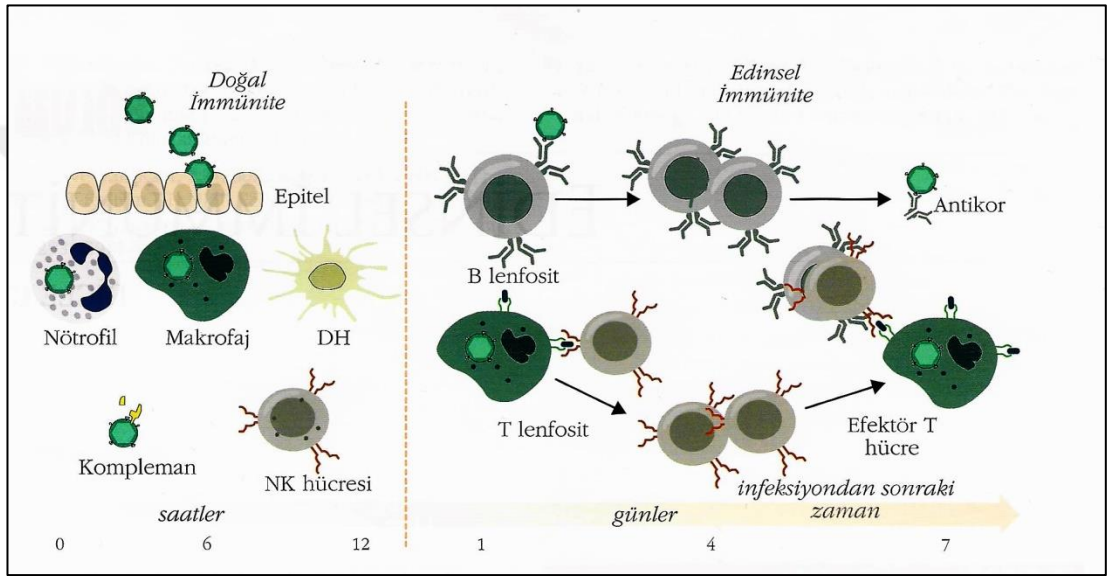 Doğal
İmmünite
Epitel
Nötrofil
Makrofaj
DH
Kompleman
NK hücresi
saatler
0
6
12
Edinsel
İmmünite
B lenfosit
Antikor
T lenfosit
Efektör T
hücre
günler
infeksiyondan sonraki
zaman
1
4
7